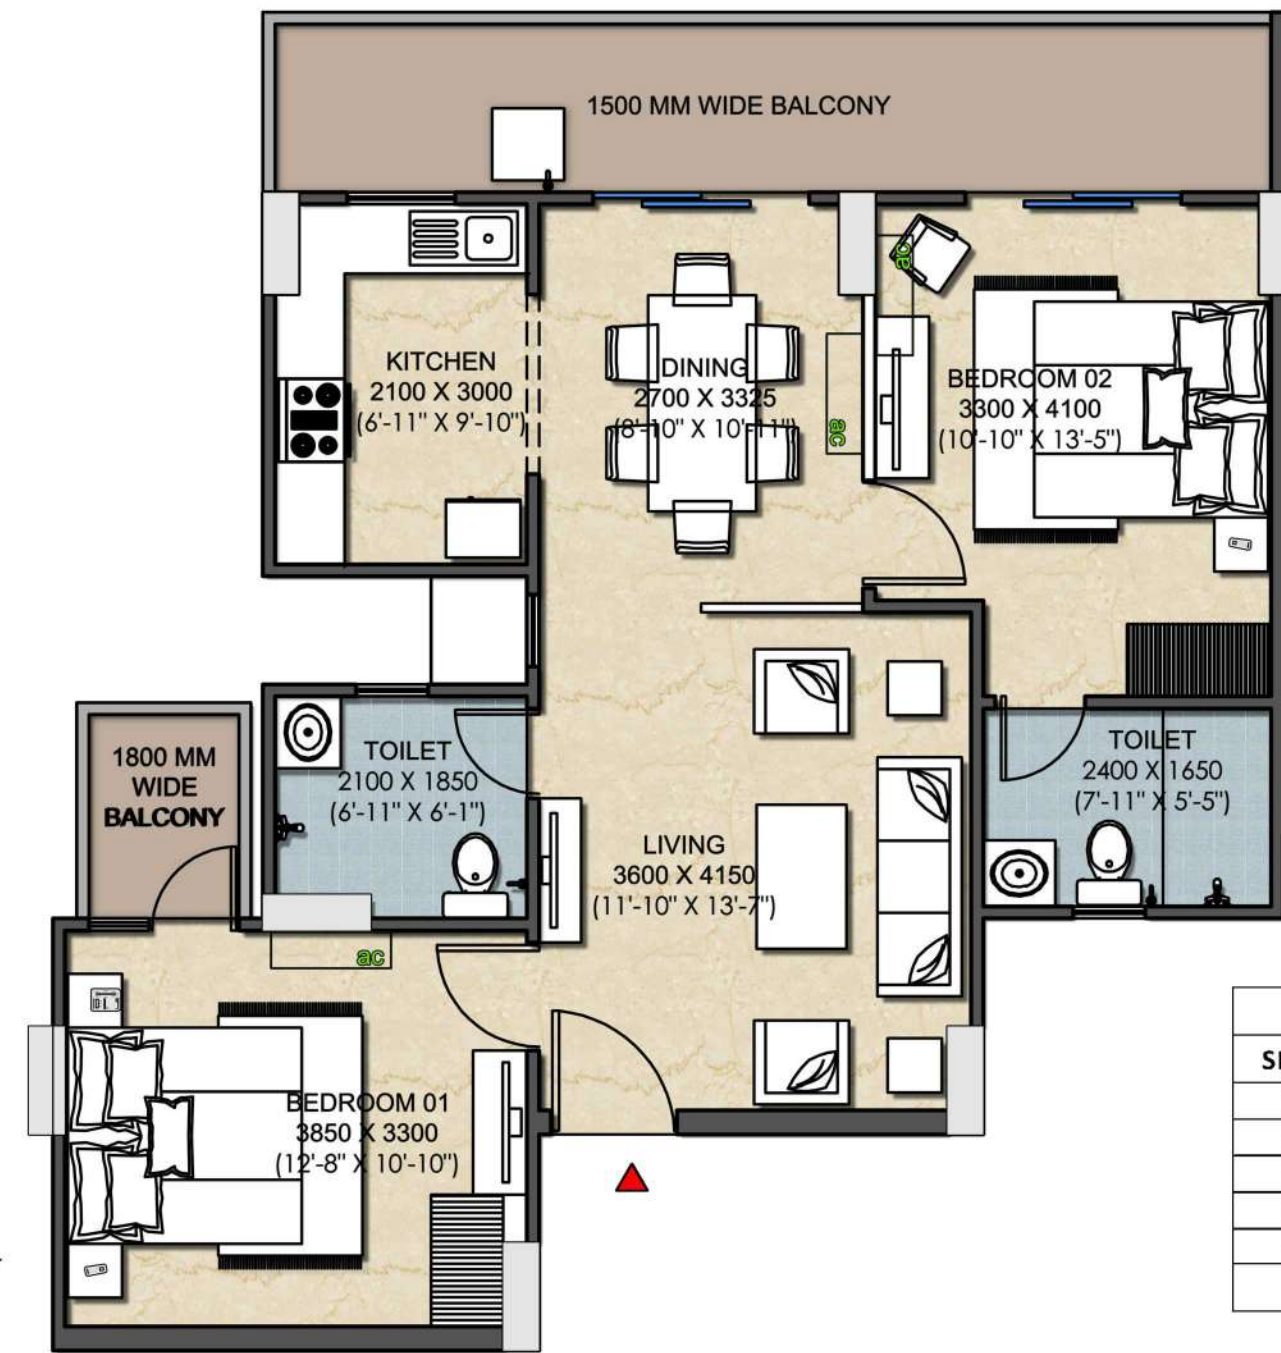 1500 MM WIDE BALCONY
KITCHEN
2100 X 3000
(6'-11" X 9'-10")
DINING
2700 X 3325
(8'-10" X 10'-11")
ac
ac
BEDROOM 02
3300 X 4100
(10'-10" X 13'-5")
1800 MM
WIDE
BALCONY
TOILET
2100 X 1850
(6'-11" X 6'-1")
TOILET
2400 X 1650
(7'-11" X 5'-5")
LIVING
3600 X 4150
(11'-10" X 13'-7")
ac
BEDROOM 01
3850 X 3300
(12'-8" X 10'-10")